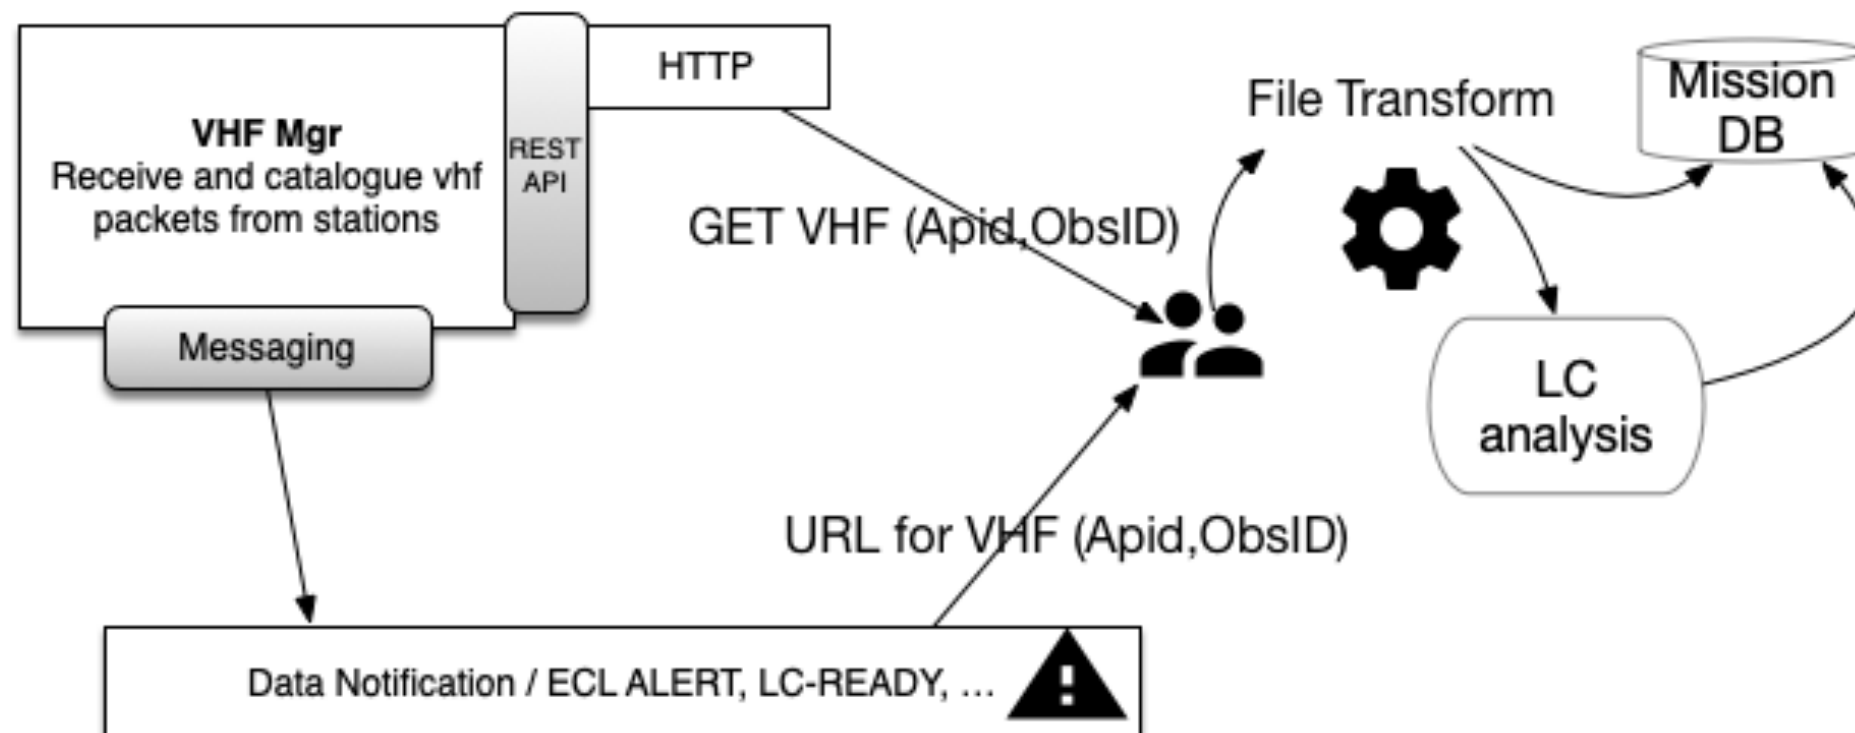 VHF Mgr
Receive and catalogue vhf
packets from stations
REST
API
HTTP
Messaging
GET VHF (Apid,ObsID)
File Transform
Mission
DB
LC
analysis
URL for VHF (Apid,ObsID)
Data Notification / ECL ALERT, LC-READY, ...